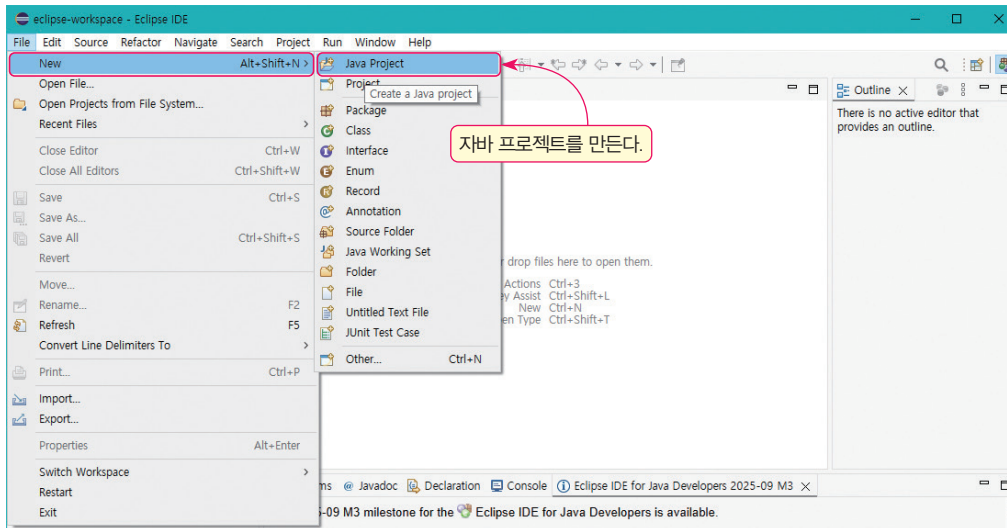 eclipse-workspace - Eclipse IDE
File Edit Source Refactor Navigate Search Project Run Window Help
New Alt+Shift+N >
Open File...
Open Projects from File System...
Recent Files >
Close Editor Ctrl+W
Close All Editors Ctrl+Shift+W
Save Ctrl+S
Save As...
Save All Ctrl+Shift+S
Revert
Move...
Rename... F2
Refresh F5
Convert Line Delimiters To >
Print... Ctrl+P
Import...
Export...
Properties Alt+Enter
Switch Workspace >
Restart
Exit
Java Project
Project
Create a Java project
Package
Class
Interface
Enum
Record
Annotation
Source Folder
Java Working Set
Folder
File
Untitled Text File
JUnit Test Case
Other... Ctrl+N
자바 프로젝트를 만든다.
drop files here to open them.
Actions Ctrl+3
Assist Ctrl+Shift+L
New Ctrl+N
Type Ctrl+Shift+T
Outline
There is no active editor that
provides an outline.
@ Javadoc Declaration Console Eclipse IDE for Java Developers 2025-09 M3
-09 M3 milestone for the Eclipse IDE for Java Developers is available.